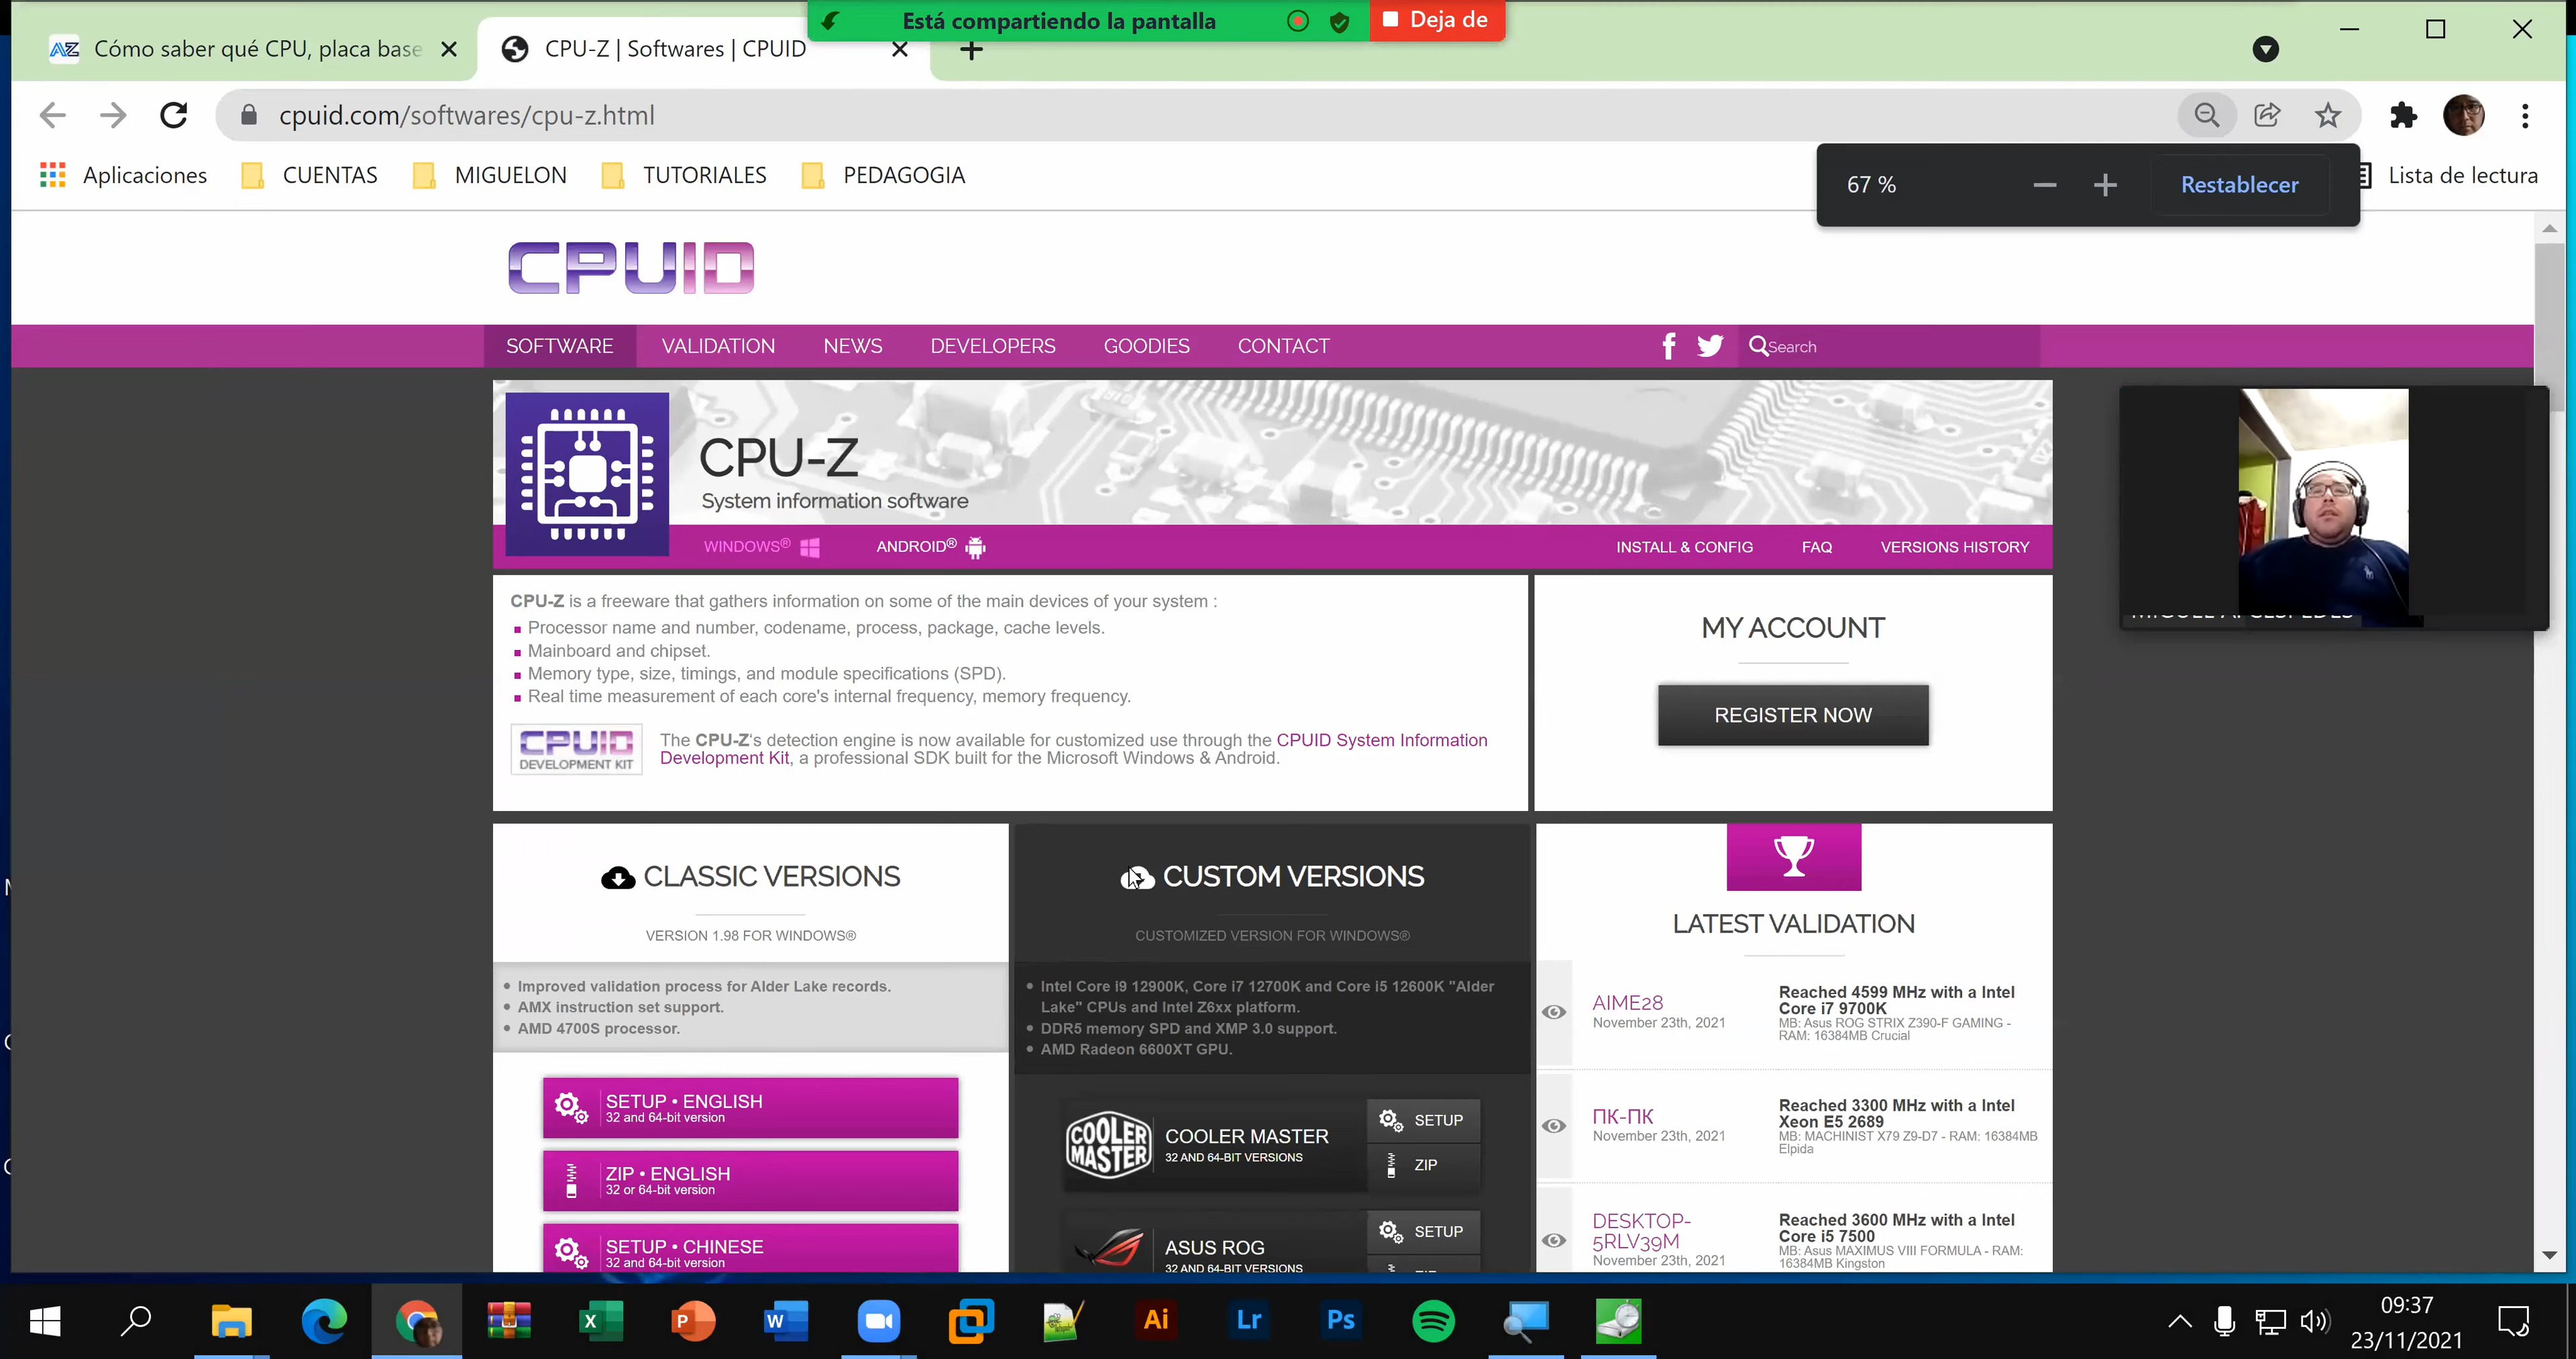 Está compartiendo la pantalla
Deja de
Cómo saber qué CPU, placa base
CPU-Z | Softwares | CPUID
cpuid.com/softwares/cpu-z.html
Aplicaciones
CUENTAS
MIGUELON
TUTORIALES
PEDAGOGIA
67 %
Restablecer
Lista de lectura
CPUID
SOFTWARE
VALIDATION
NEWS
DEVELOPERS
GOODIES
CONTACT
Search
CPU-Z
System information software
WINDOWS®
ANDROID®
INSTALL & CONFIG
FAQ
VERSIONS HISTORY
CPU-Z is a freeware that gathers information on some of the main devices of your system :
Processor name and number, codename, process, package, cache levels.
Mainboard and chipset.
Memory type, size, timings, and module specifications (SPD).
Real time measurement of each core's internal frequency, memory frequency.
CPUID
DEVELOPMENT KIT
The CPU-Z's detection engine is now available for customized use through the CPUID System Information
Development Kit, a professional SDK built for the Microsoft Windows & Android.
MY ACCOUNT
REGISTER NOW
CLASSIC VERSIONS
VERSION 1.98 FOR WINDOWS®
Improved validation process for Alder Lake records.
AMX instruction set support.
AMD 4700S processor.
SETUP • ENGLISH
32 and 64-bit version
ZIP • ENGLISH
32 or 64-bit version
SETUP • CHINESE
32 and 64-bit version
CUSTOM VERSIONS
CUSTOMIZED VERSION FOR WINDOWS®
Intel Core i9 12900K, Core i7 12700K and Core i5 12600K "Alder
Lake" CPUs and Intel Z6xx platform.
DDR5 memory SPD and XMP 3.0 support.
AMD Radeon 6600XT GPU.
COOLER MASTER
COOLER MASTER
32 AND 64-BIT VERSIONS
SETUP
ZIP
ASUS ROG
32 AND 64-BIT VERSIONS
SETUP
LATEST VALIDATION
AIME28
November 23th, 2021
Reached 4599 MHz with a Intel
Core i7 9700K
MB: Asus ROG STRIX Z390-F GAMING -
RAM: 16384MB Crucial
ПК-ПК
November 23th, 2021
Reached 3300 MHz with a Intel
Xeon E5 2689
MB: MACHINIST X79 Z9-D7 - RAM: 16384MB
Elpida
DESKTOP-
5RLV39M
November 23th, 2021
Reached 3600 MHz with a Intel
Core i5 7500
MB: Asus MAXIMUS VIII FORMULA - RAM:
16384MB Kingston
Ai
Lr
Ps
09:37
23/11/2021